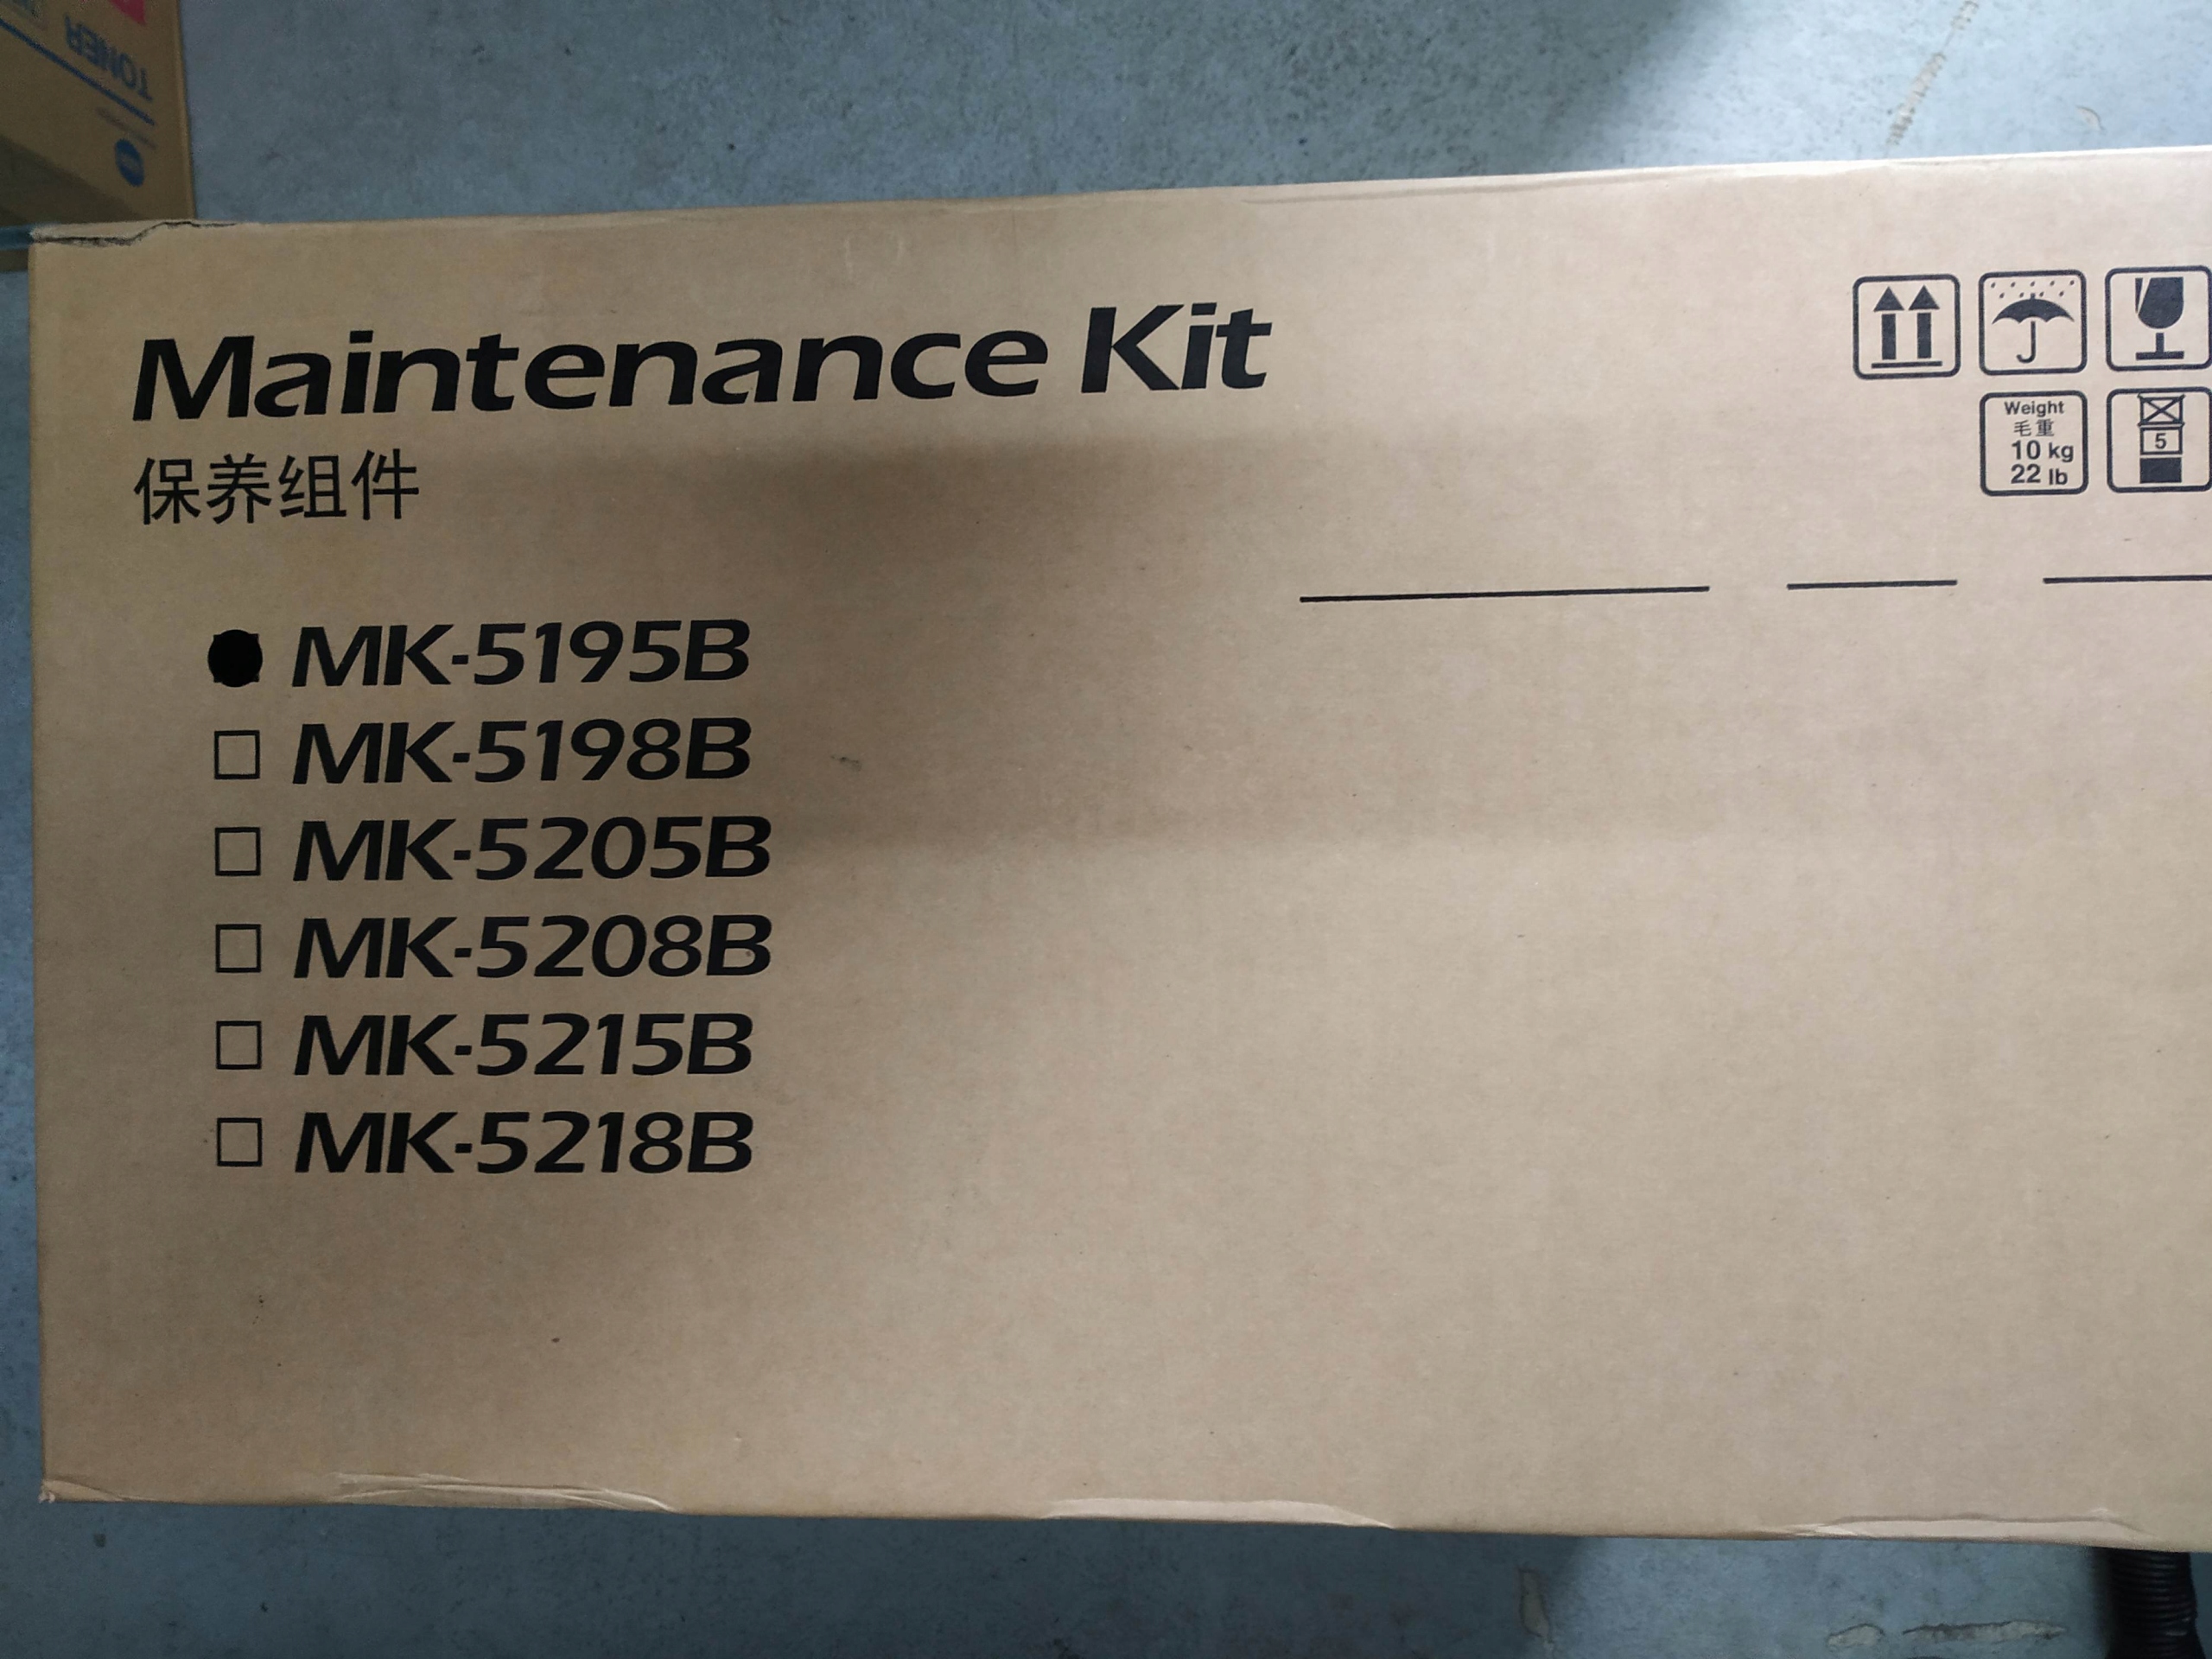 TONER
Maintenance Kit
保养组件
Weight
毛重
10 kg
22 lb
5
MK-5195B
MK-5198B
MK-5205B
MK-5208B
MK-5215B
MK-5218B